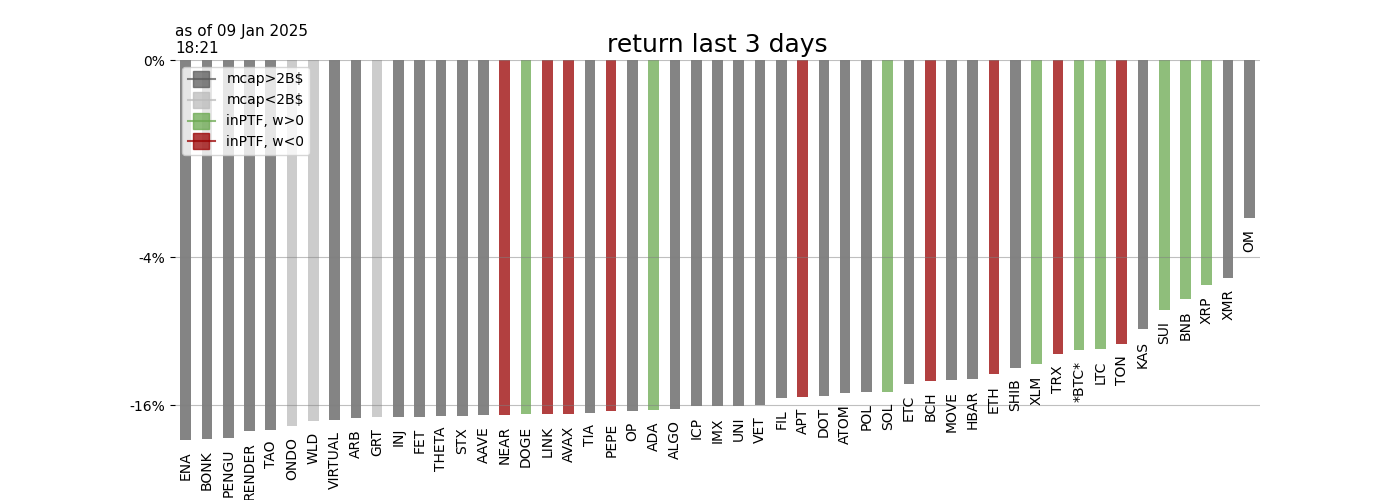 as of 09 Jan 2025
18:21
return last 3 days
0%
-4%
-16%
mcap>2B$
mcap<2B$
inPTF, w>0
inPTF, w<0
ENA
BONK
PENGU
RENDER
TAO
ONDO
WLD
VIRTUAL
ARB
GRT
INJ
FET
THETA
STX
AAVE
NEAR
DOGE
LINK
AVAX
TIA
PEPE
OP
ADA
ALGO
ICP
IMX
UNI
VET
FIL
APT
DOT
ATOM
POL
SOL
ETC
BCH
MOVE
HBAR
ETH
SHIB
XLM
TRX
*BTC*
LTC
TON
KAS
SUI
BNB
XRP
XMR
OM